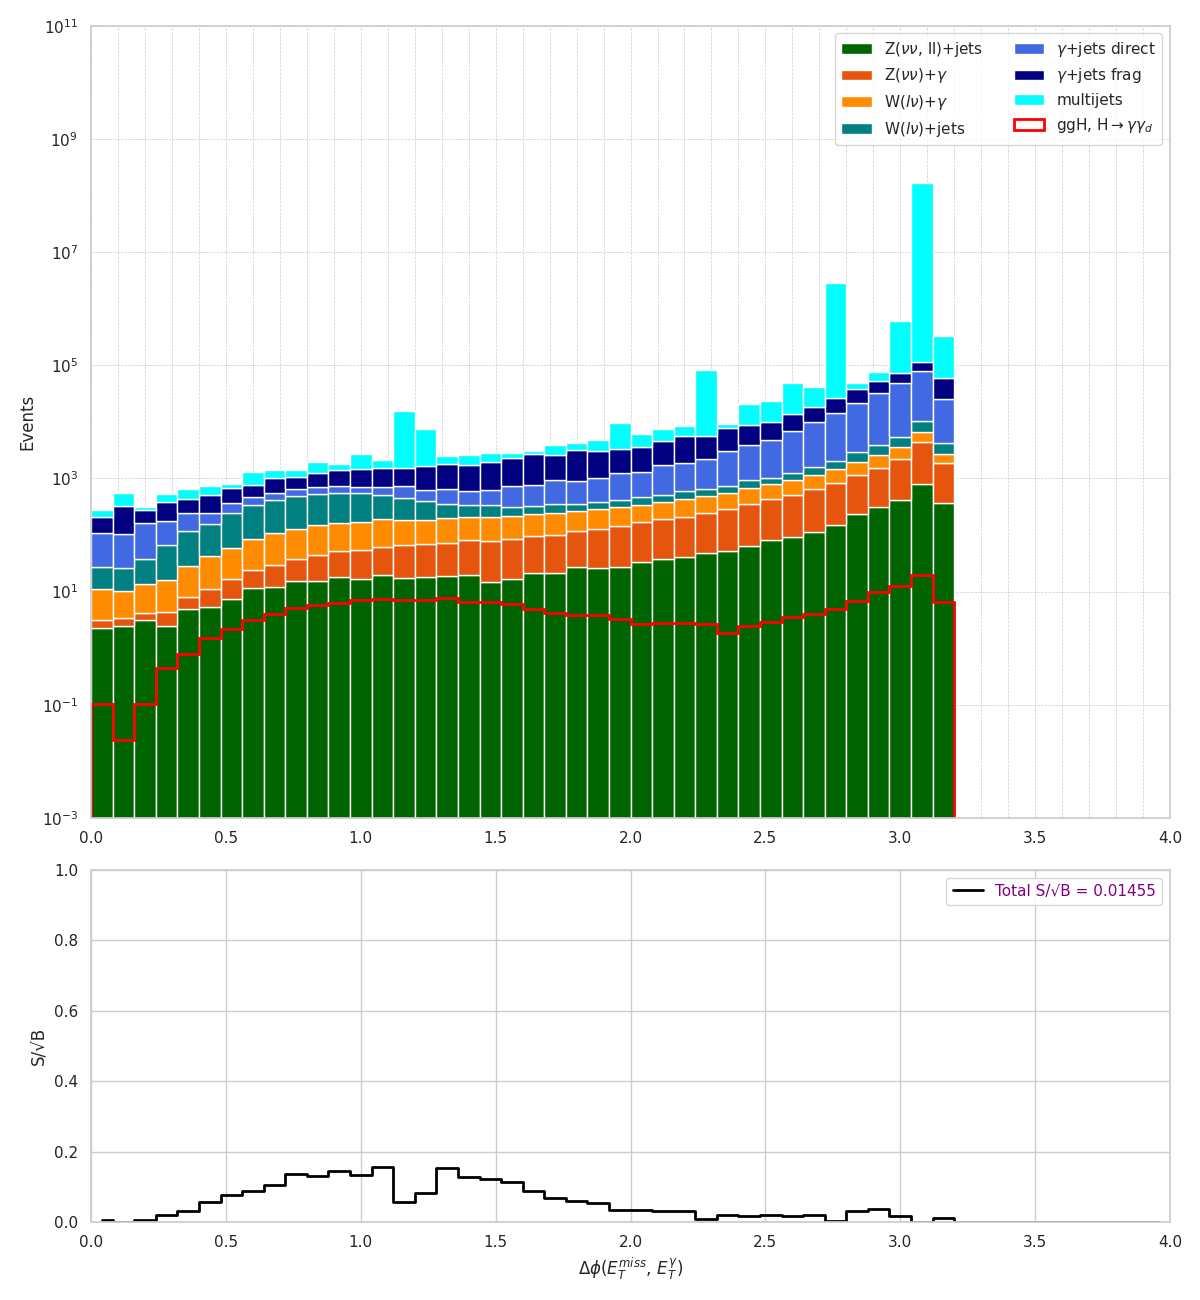 10¹¹
10⁹
10⁷
10⁵
10³
10¹
10⁻¹
10⁻³
Events
Z(νν, ll)+jets
Z(νν)+γ
W(lν)+γ
W(lν)+jets
γ+jets direct
γ+jets frag
multijets
ggH, H→γγ_d
0.0 0.5 1.0 1.5 2.0 2.5 3.0 3.5 4.0
1.0
0.8
0.6
0.4
0.2
0.0
S/√B
Total S/√B = 0.01455
0.0 0.5 1.0 1.5 2.0 2.5 3.0 3.5 4.0
Δϕ(E_T^{miss}, E_T^γ)